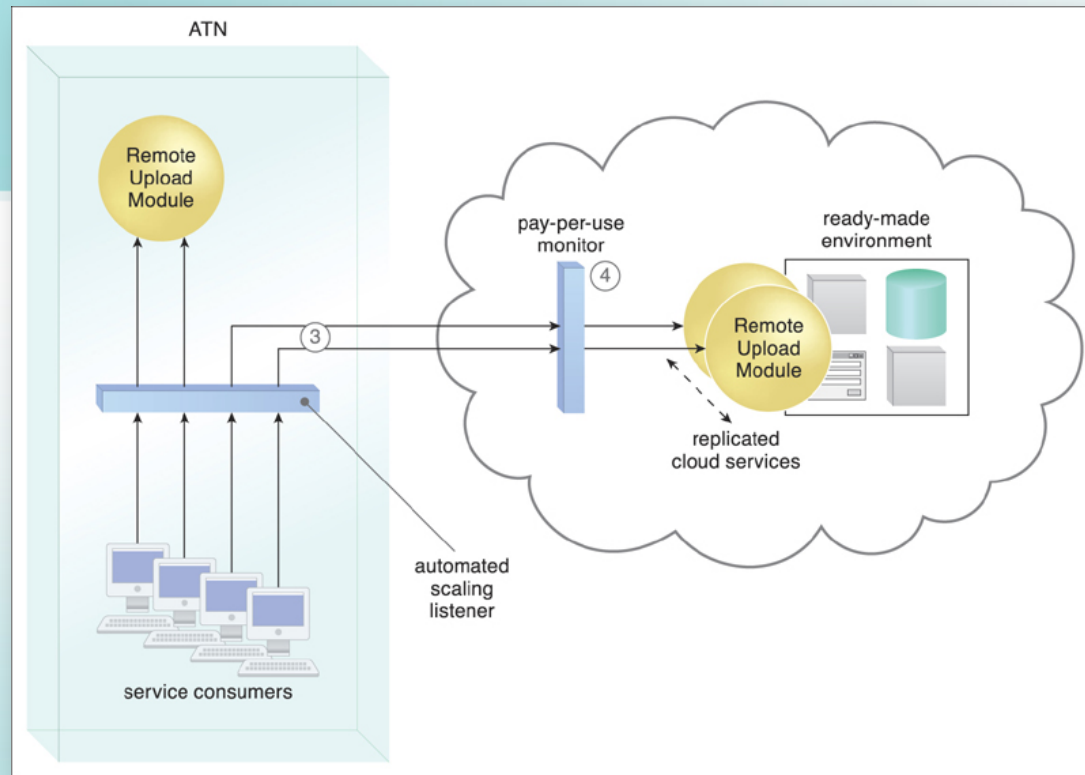 ATN
Remote
Upload
Module
pay-per-use
monitor
4
ready-made
environment
3
Remote
Upload
Module
replicated
cloud services
automated
scaling
listener
service consumers